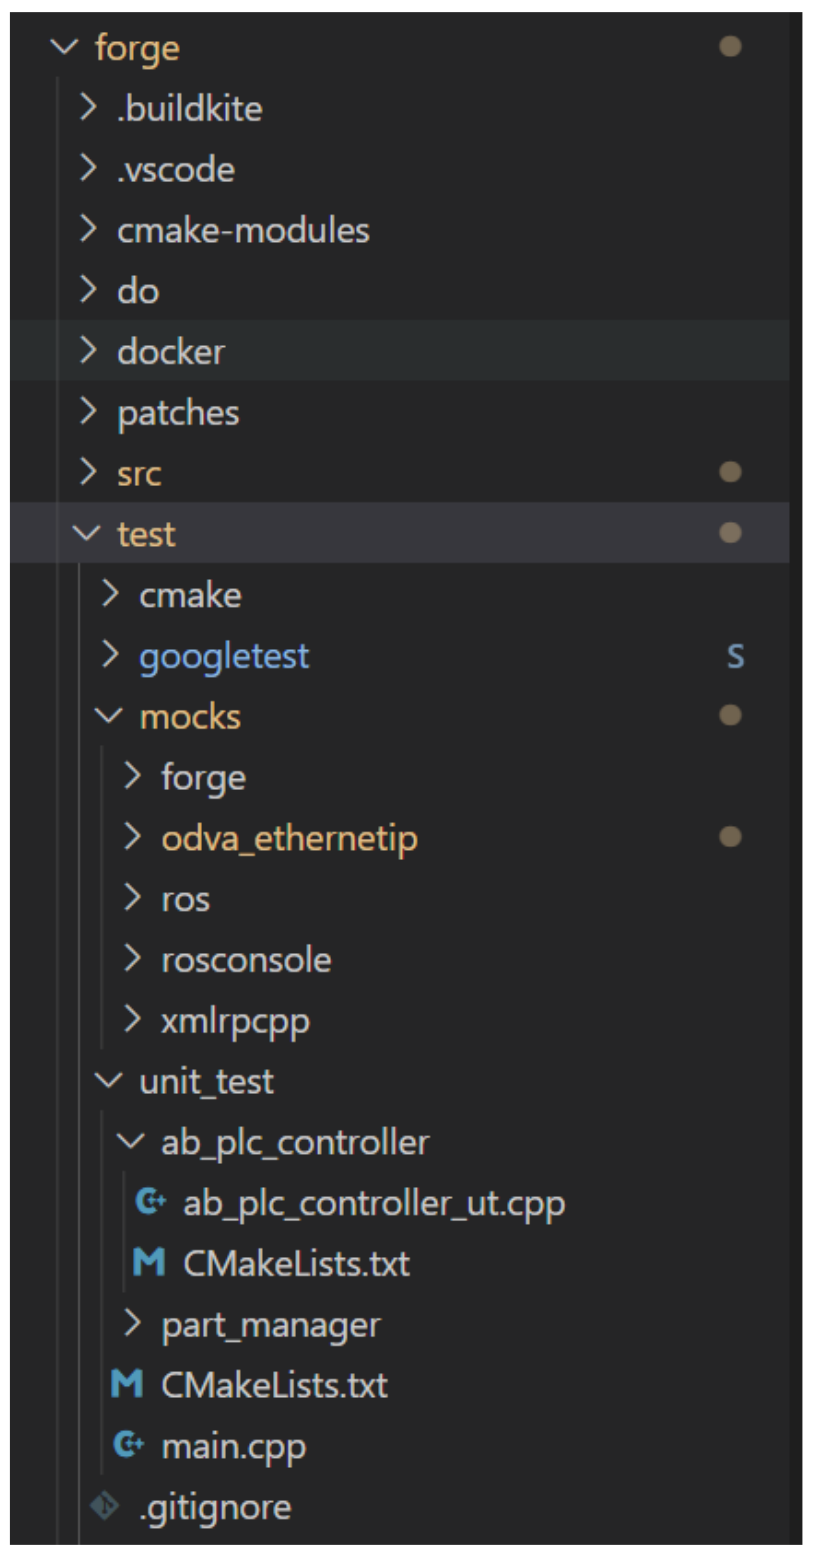 forge
.buildkite
.vscode
cmake-modules
do
docker
patches
src
test
cmake
googletest S
mocks
forge
odva_ethernetip
ros
rosconsole
xmlrpcpp
unit_test
ab_plc_controller
ab_plc_controller_ut.cpp
M CMakeLists.txt
part_manager
M CMakeLists.txt
main.cpp
.gitignore